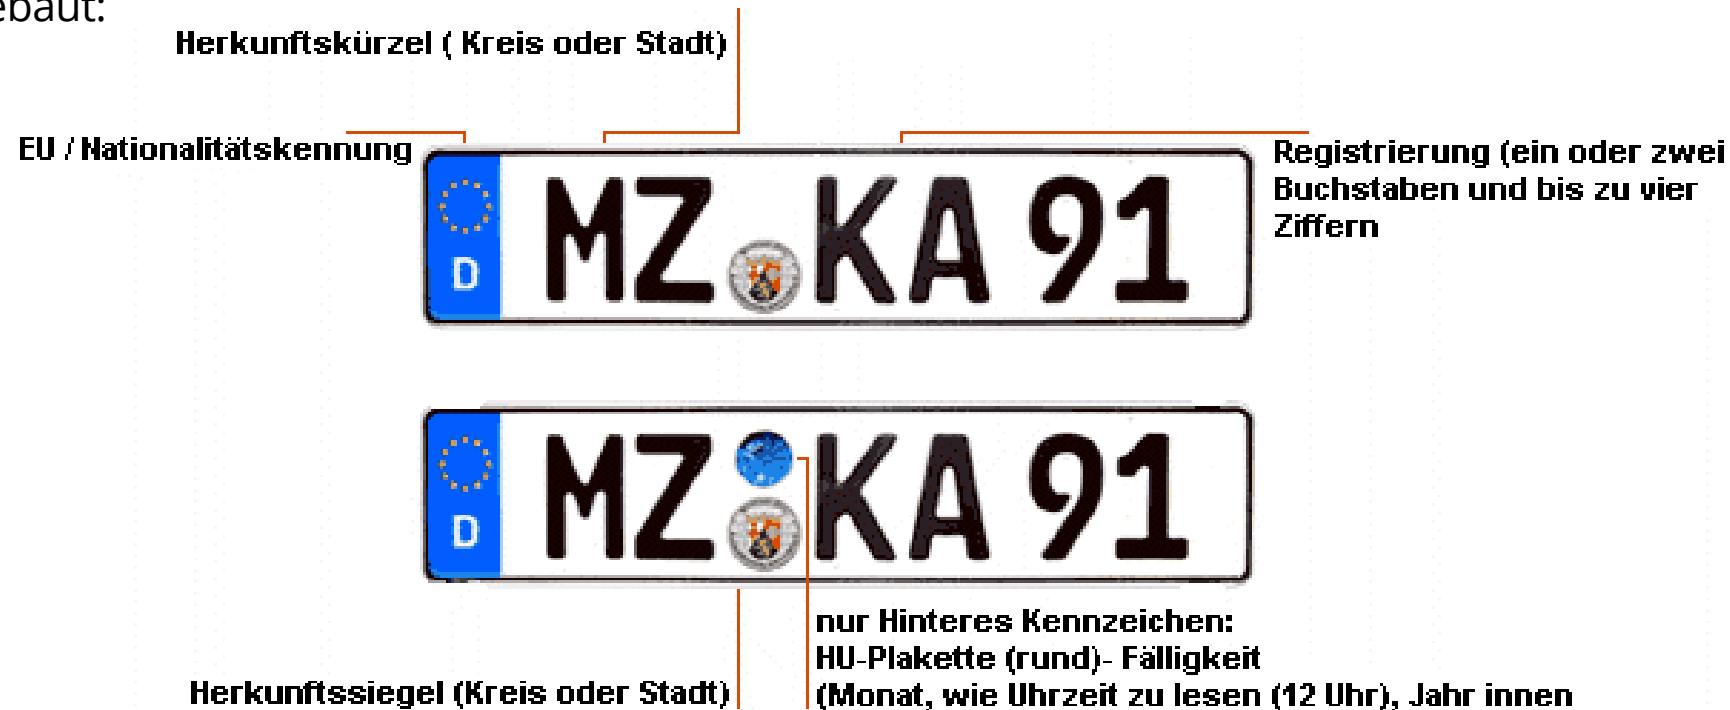 ebaut:
Herkunftskürzel ( Kreis oder Stadt)
EU / Nationalitätskennung
D
MZ KA 91
Registrierung (ein oder zwei
Buchstaben und bis zu vier
Ziffern
D
MZ KA 91
nur Hinteres Kennzeichen:
HU-Plakette (rund)- Fälligkeit
(Monat, wie Uhrzeit zu lesen (12 Uhr), Jahr innen
Herkunftssiegel (Kreis oder Stadt)